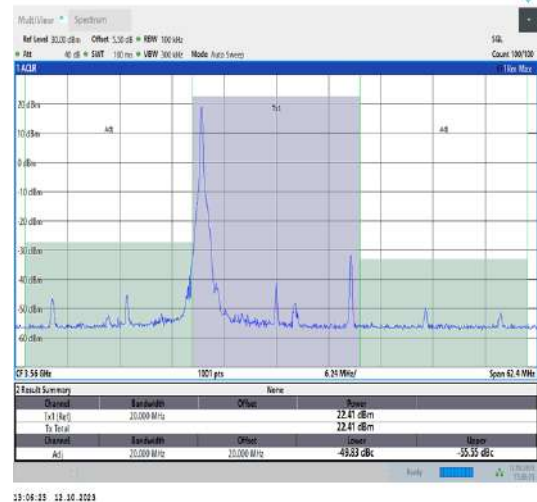 MultiView Spectrum
Ref Level 30.00 dBm Offset 5.50 dB RBW 100 kHz SGL
Att 40 dB SWT 100 ms VBW 300 kHz Mode Auto Sweep Count 100/100
1 ACLR
20 dBm
Tx1
Adj
Adj
10 dBm
0 dBm
-10 dBm
-20 dBm
-30 dBm
-40 dBm
-50 dBm
-60 dBm
CF 3.56 GHz 1001 pts 6.24 MHz/ Span 62.4 MHz
2 Result Summary None
Channel Bandwidth Offset Power
Tx1 (Ref) 20.000 MHz 22.41 dBm
Tx Total 22.41 dBm
Channel Bandwidth Offset Lower Upper
Adj 20.000 MHz 20.000 MHz -49.83 dBc -55.55 dBc
Ready
13:06:23 12.10.2023